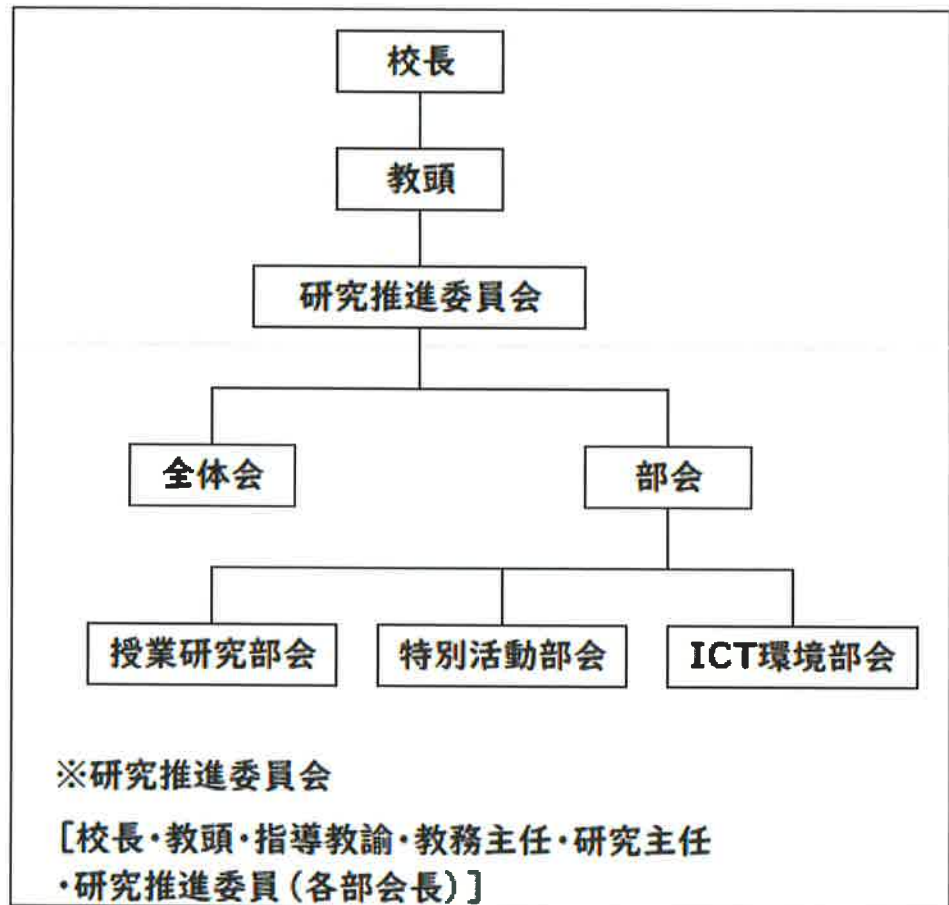 校長
教頭
研究推進委員会
全体会
部会
授業研究部会
特別活動部会
ICT環境部会
※研究推進委員会
[校長・教頭・指導教諭・教務主任・研究主任
・研究推進委員(各部会長)]